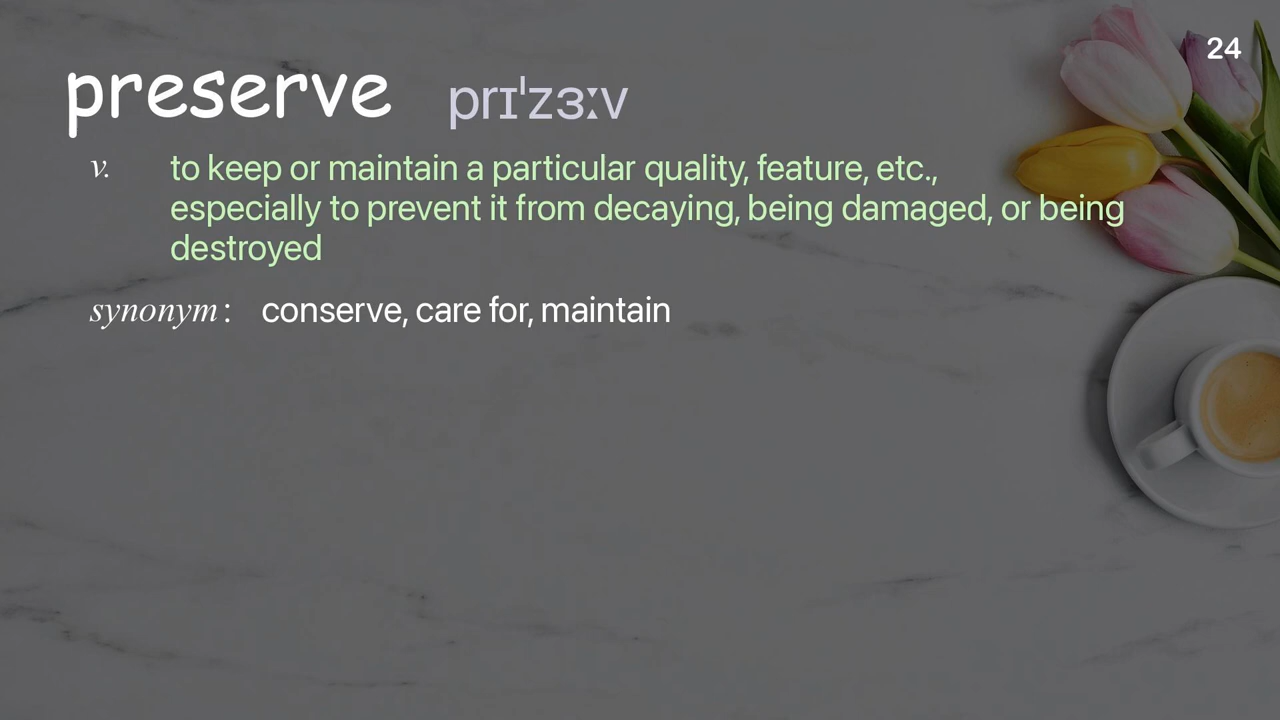 24
preserve prɪˈzɜːv
v. to keep or maintain a particular quality, feature, etc.,
especially to prevent it from decaying, being damaged, or being
destroyed
synonym: conserve, care for, maintain